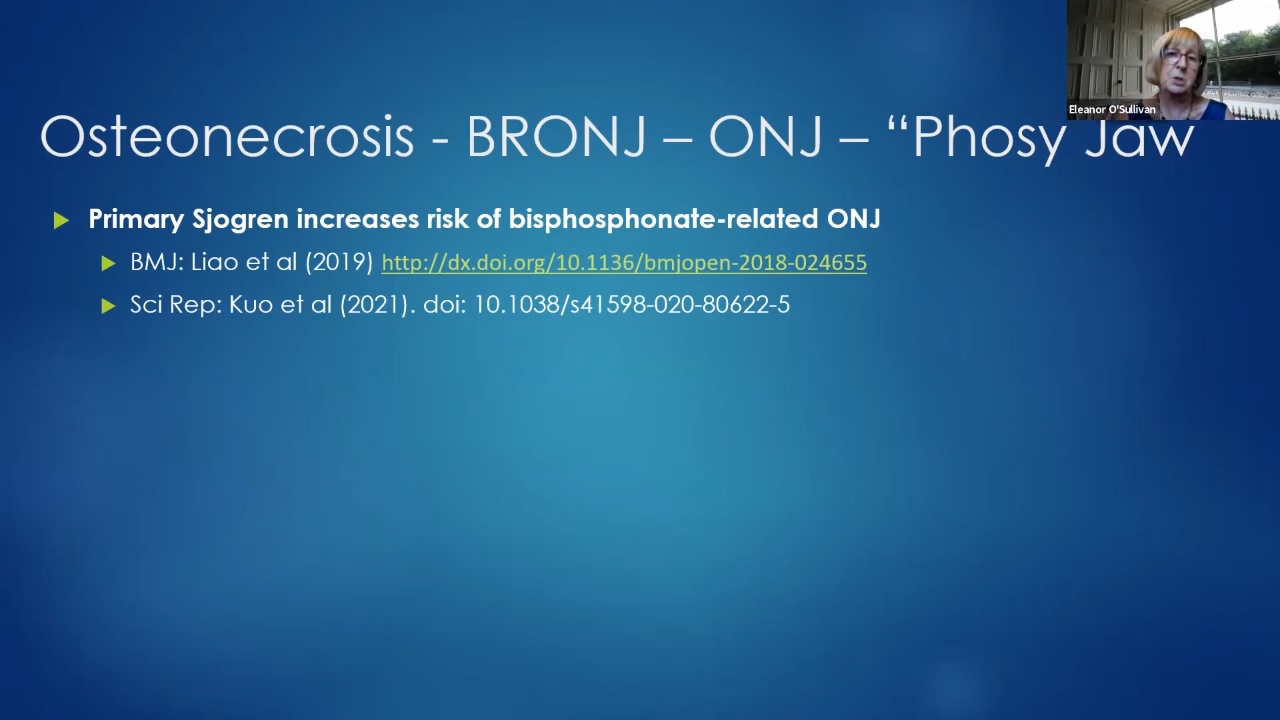 Eleanor O'Sullivan
Osteonecrosis - BRONJ – ONJ – “Phosy Jaw
Primary Sjogren increases risk of bisphosphonate-related ONJ
BMJ: Liao et al (2019) http://dx.doi.org/10.1136/bmjopen-2018-024655
Sci Rep: Kuo et al (2021). doi: 10.1038/s41598-020-80622-5